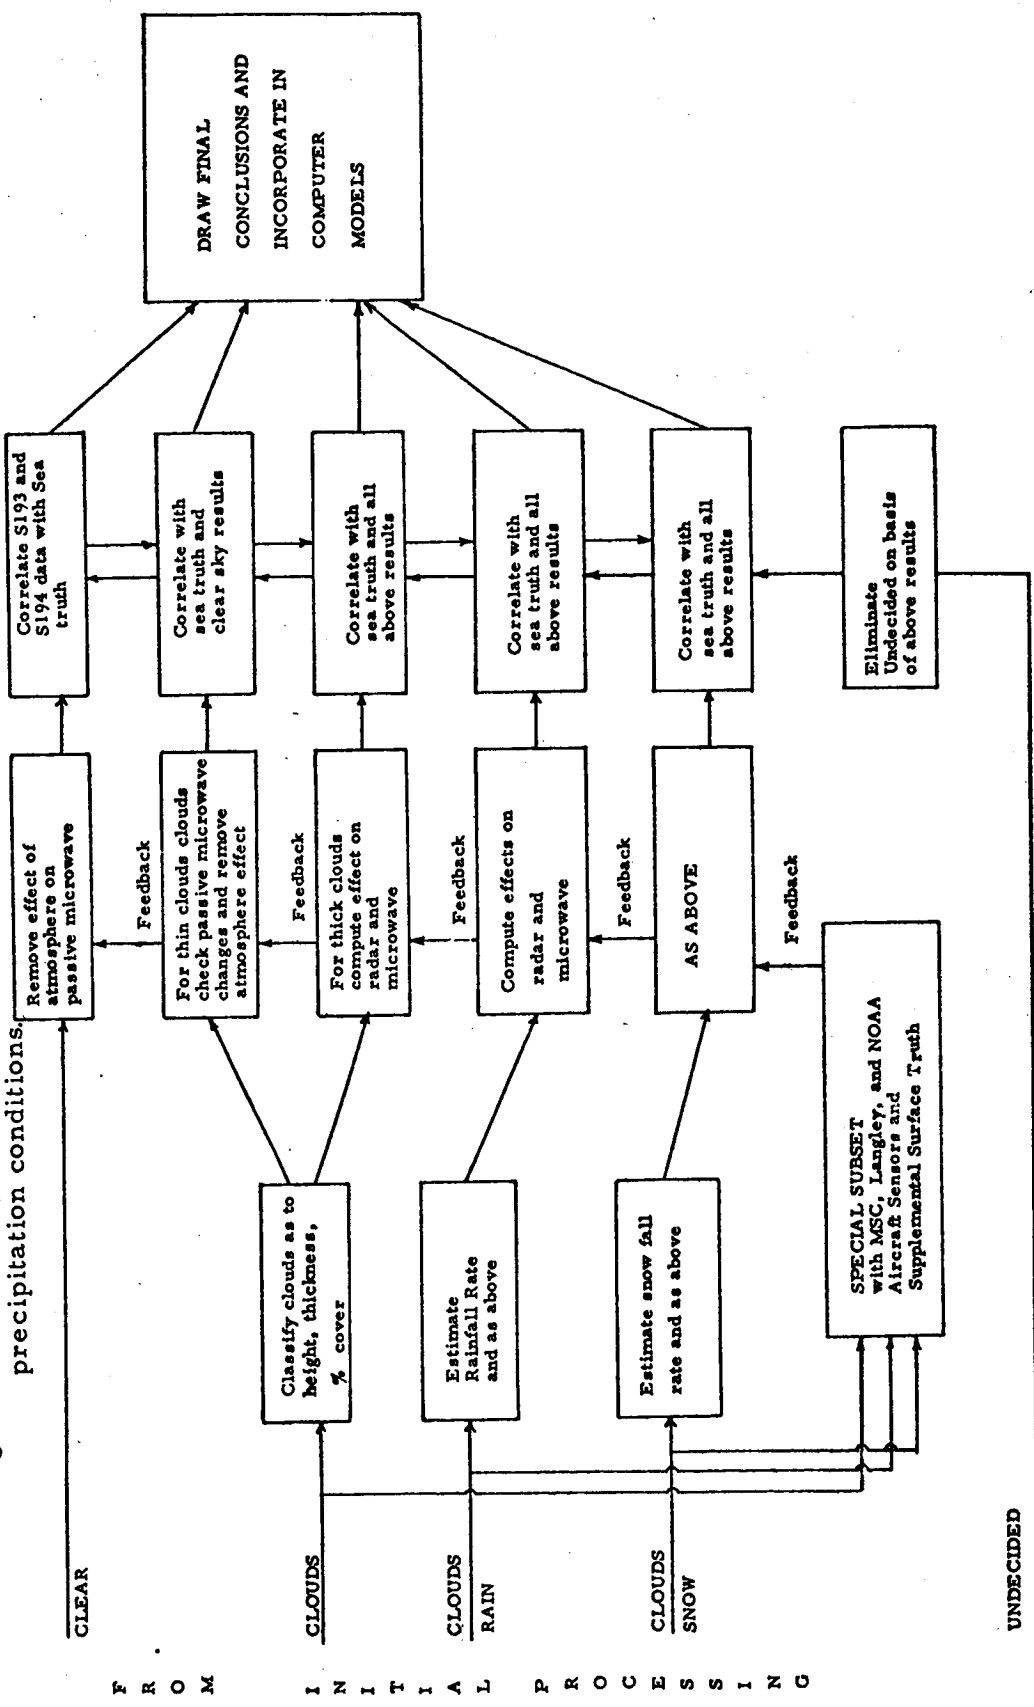 precipitation conditions.
FROM INITIAL PROCESSING
CLEAR
CLOUDS
CLOUDS
RAIN
CLOUDS
SNOW
UNDECIDED
Classify clouds as to
height, thickness,
% cover
Estimate
Rainfall Rate
and as above
Estimate snow fall
rate and as above
SPECIAL SUBSET
with MSC, Langley, and NOAA
Aircraft Sensors and
Supplemental Surface Truth
Remove effect of
atmosphere on
passive microwave
Feedback
For thin clouds clouds
check passive microwave
changes and remove
atmosphere effect
Feedback
For thick clouds
compute effect on
radar and
microwave
Feedback
Compute effects on
radar and
microwave
Feedback
AS ABOVE
Feedback
Correlate S193 and
S194 data with Sea
truth
Correlate with
sea truth and
clear sky results
Correlate with
sea truth and all
above results
Correlate with
sea truth and all
above results
Correlate with
sea truth and all
above results
Eliminate
Undecided on basis
of above results
DRAW FINAL
CONCLUSIONS AND
INCORPORATE IN
COMPUTER
MODELS